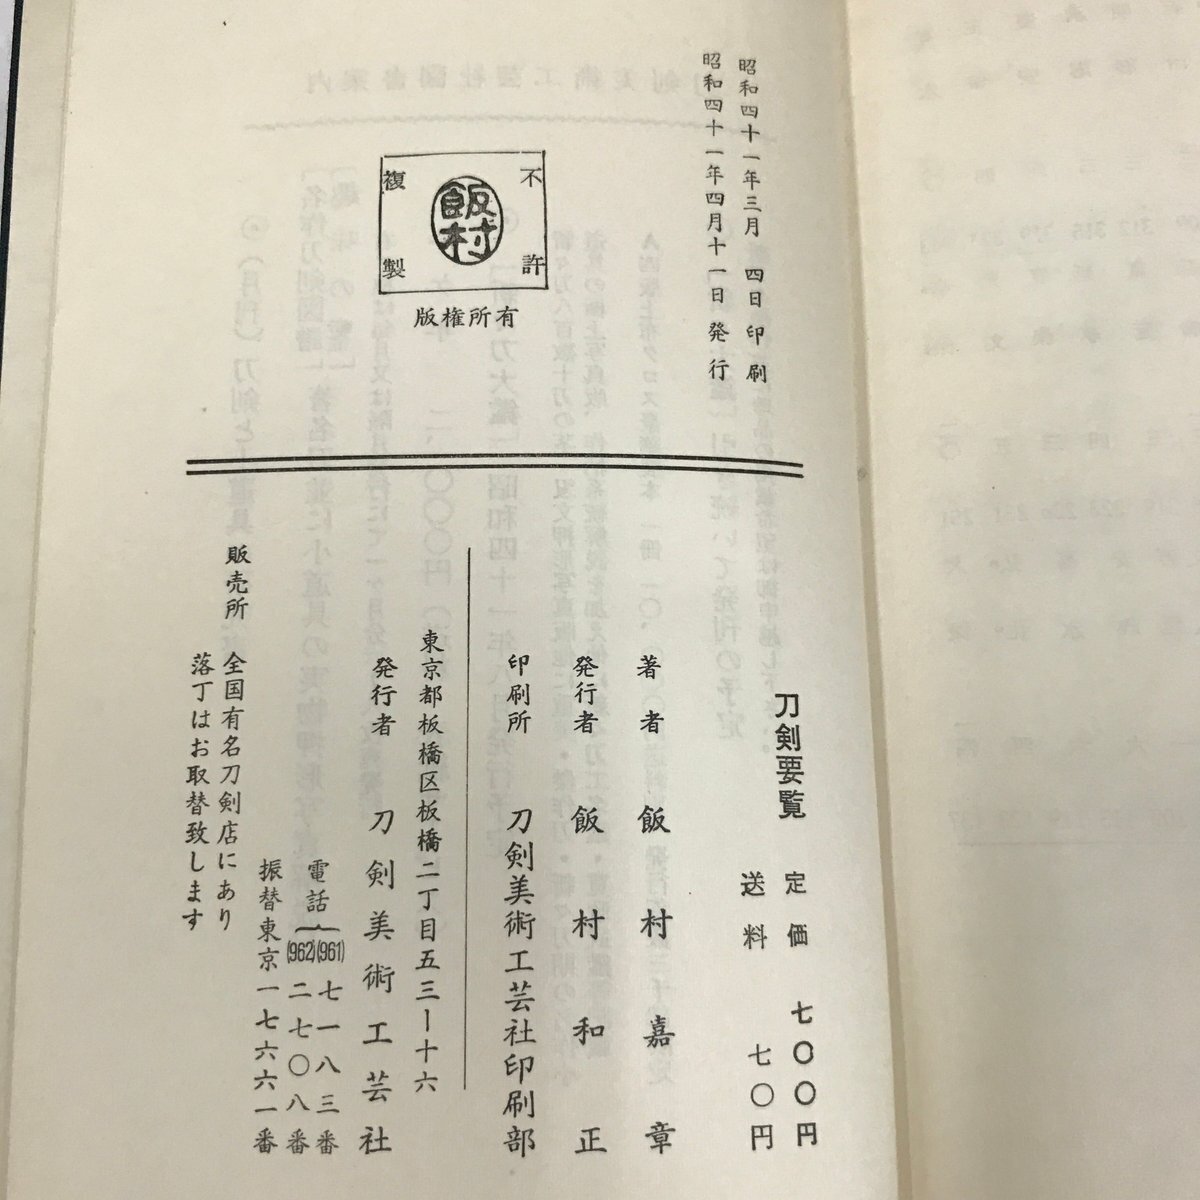 昭和四十一年三月 四日印刷
昭和四十一年四月十一日発行
不許
複製
飯村
版権所有
刀剣要覧 定価 七〇〇円
送料 七〇円
著者 飯村嘉章
発行者 飯村和正
印刷所 刀剣美術工芸社印刷部
東京都板橋区板橋二丁目五三ー十六
発行者 刀剣美術工芸社
電話 (961)七一八三番
(962)二七〇八番
振替東京一七六六一番
販売所 全国有名刀剣店にあり
落丁はお取替致します